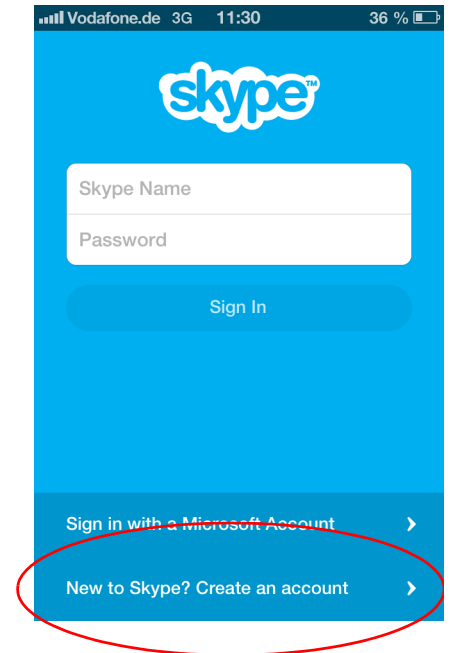 Vodafone.de 3G 11:30 36 %
skype™
Skype Name
Password
Sign In
Sign in with a Microsoft Account
New to Skype? Create an account